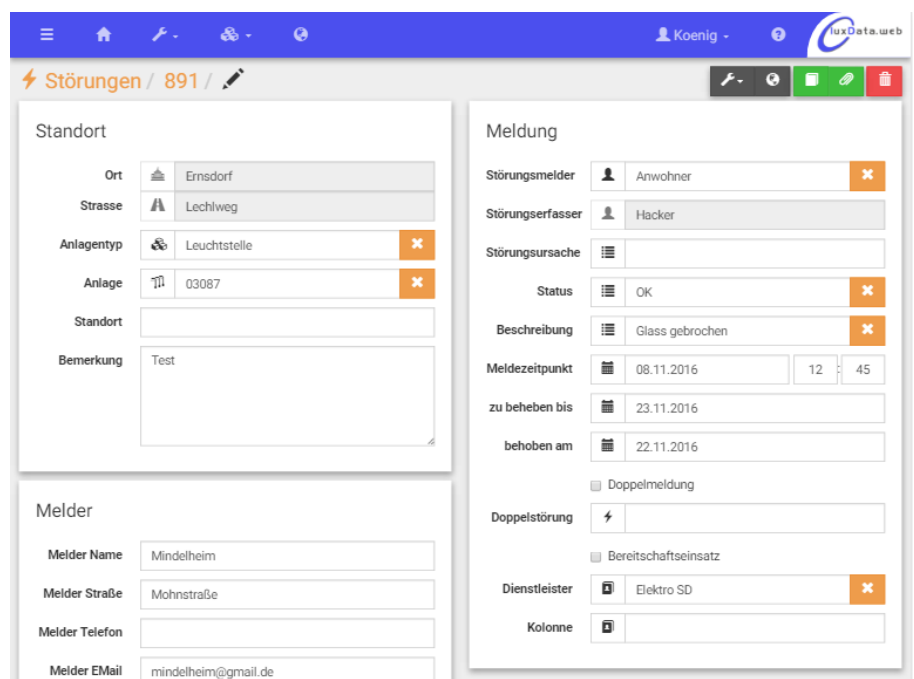 Koenig
luxData.web
Störungen / 891 /
Standort
Ort Ernsdorf
Strasse Lechlweg
Anlagentyp Leuchtstelle
Anlage 03087
Standort
Bemerkung Test
Melder
Melder Name Mindelheim
Melder Straße Mohnstraße
Melder Telefon
Melder EMail mindelheim@gmail.de
Meldung
Störungsmelder Anwohner
Störungserfasser Hacker
Störungsursache
Status OK
Beschreibung Glass gebrochen
Meldezeitpunkt 08.11.2016 12 : 45
zu beheben bis 23.11.2016
behoben am 22.11.2016
Doppelmeldung
Doppelstörung
Bereitschaftseinsatz
Dienstleister Elektro SD
Kolonne